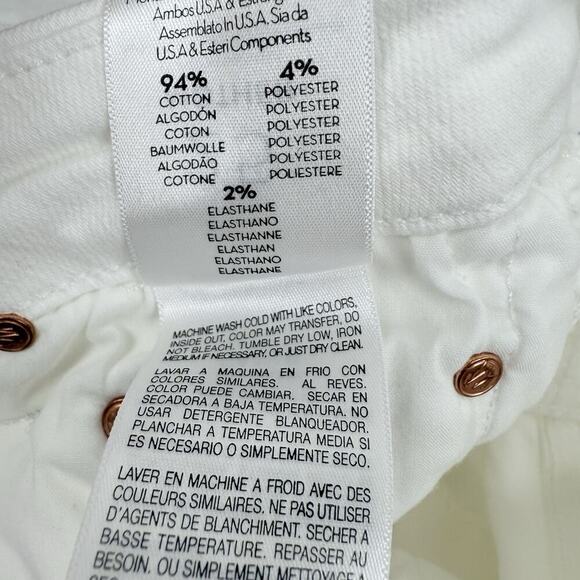 Ambos U.S.A & Estrang
Assemblato In U.S.A, Sia da
U.S.A & Esteri Components
94%
COTTON
ALGODÓN
COTON
BAUMWOLLE
ALGODÃO
COTONE
4%
POLYESTER
POLYESTER
POLYESTER
POLYESTER
POLYESTER
POLIESTERE
2%
ELASTHANE
ELASTHANO
ELASTHANNE
ELASTHAN
ELASTHANO
ELASTHANE
MACHINE WASH COLD WITH LIKE COLORS,
INSIDE OUT. COLOR MAY TRANSFER, DO
NOT BLEACH. TUMBLE DRY LOW, IRON
MEDIUM IF NECESSARY, OR JUST DRY CLEAN.
LAVAR A MAQUINA EN FRIO CON
COLORES SIMILARES. AL REVES.
COLOR PUEDE CAMBIAR. SECAR EN
SECADORA A BAJA TEMPERATURA. NO
USAR DETERGENTE BLANQUEADOR.
PLANCHAR A TEMPERATURA MEDIA SI
ES NECESARIO O SIMPLEMENTE SECO.
LAVER EN MACHINE A FROID AVEC DES
COULEURS SIMILAIRES. NE PAS UTILISER
D'AGENTS DE BLANCHIMENT. SECHER A
BASSE TEMPERATURE. REPASSER AU
BESOIN. OU SIMPLEMENT METTOYAGE A